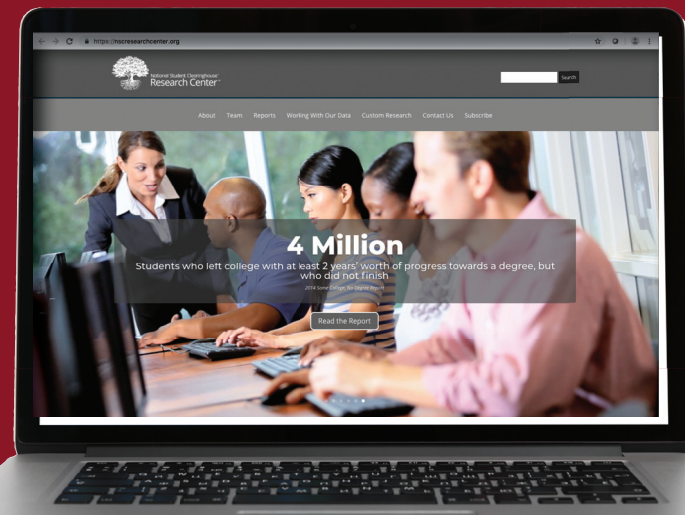 https://nscresearchcenter.org
National Student Clearinghouse
Research Center
Search
About Team Reports Working With Our Data Custom Research Contact Us Subscribe
4 Million
Students who left college with at least 2 years' worth of progress towards a degree, but
who did not finish
2014 Some College, No Degree Report
Read the Report